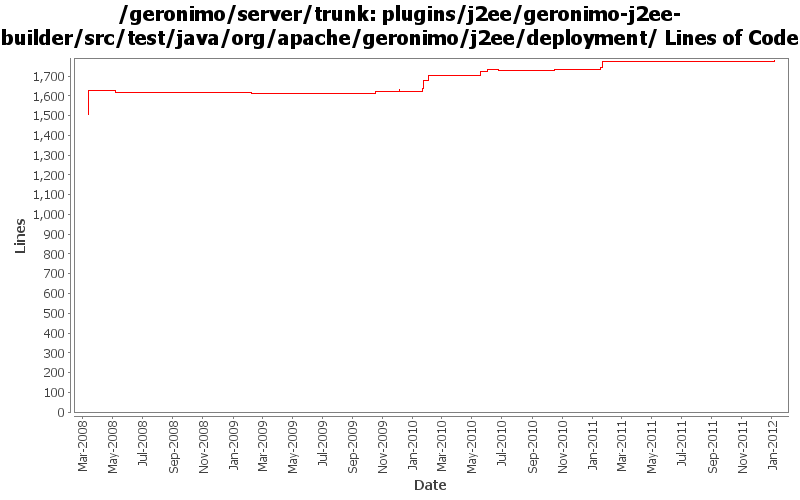 /geronimo/server/trunk: plugins/j2ee/geronimo-j2ee-
builder/src/test/java/org/apache/geronimo/j2ee/deployment/ Lines of Code
Lines
1,700
1,600
1,500
1,400
1,300
1,200
1,100
1,000
900
800
700
600
500
400
300
200
100
0
Mar-2008
May-2008
Jul-2008
Sep-2008
Nov-2008
Jan-2009
Mar-2009
May-2009
Jul-2009
Sep-2009
Nov-2009
Jan-2010
Mar-2010
May-2010
Jul-2010
Sep-2010
Nov-2010
Jan-2011
Mar-2011
May-2011
Jul-2011
Sep-2011
Nov-2011
Jan-2012
Date